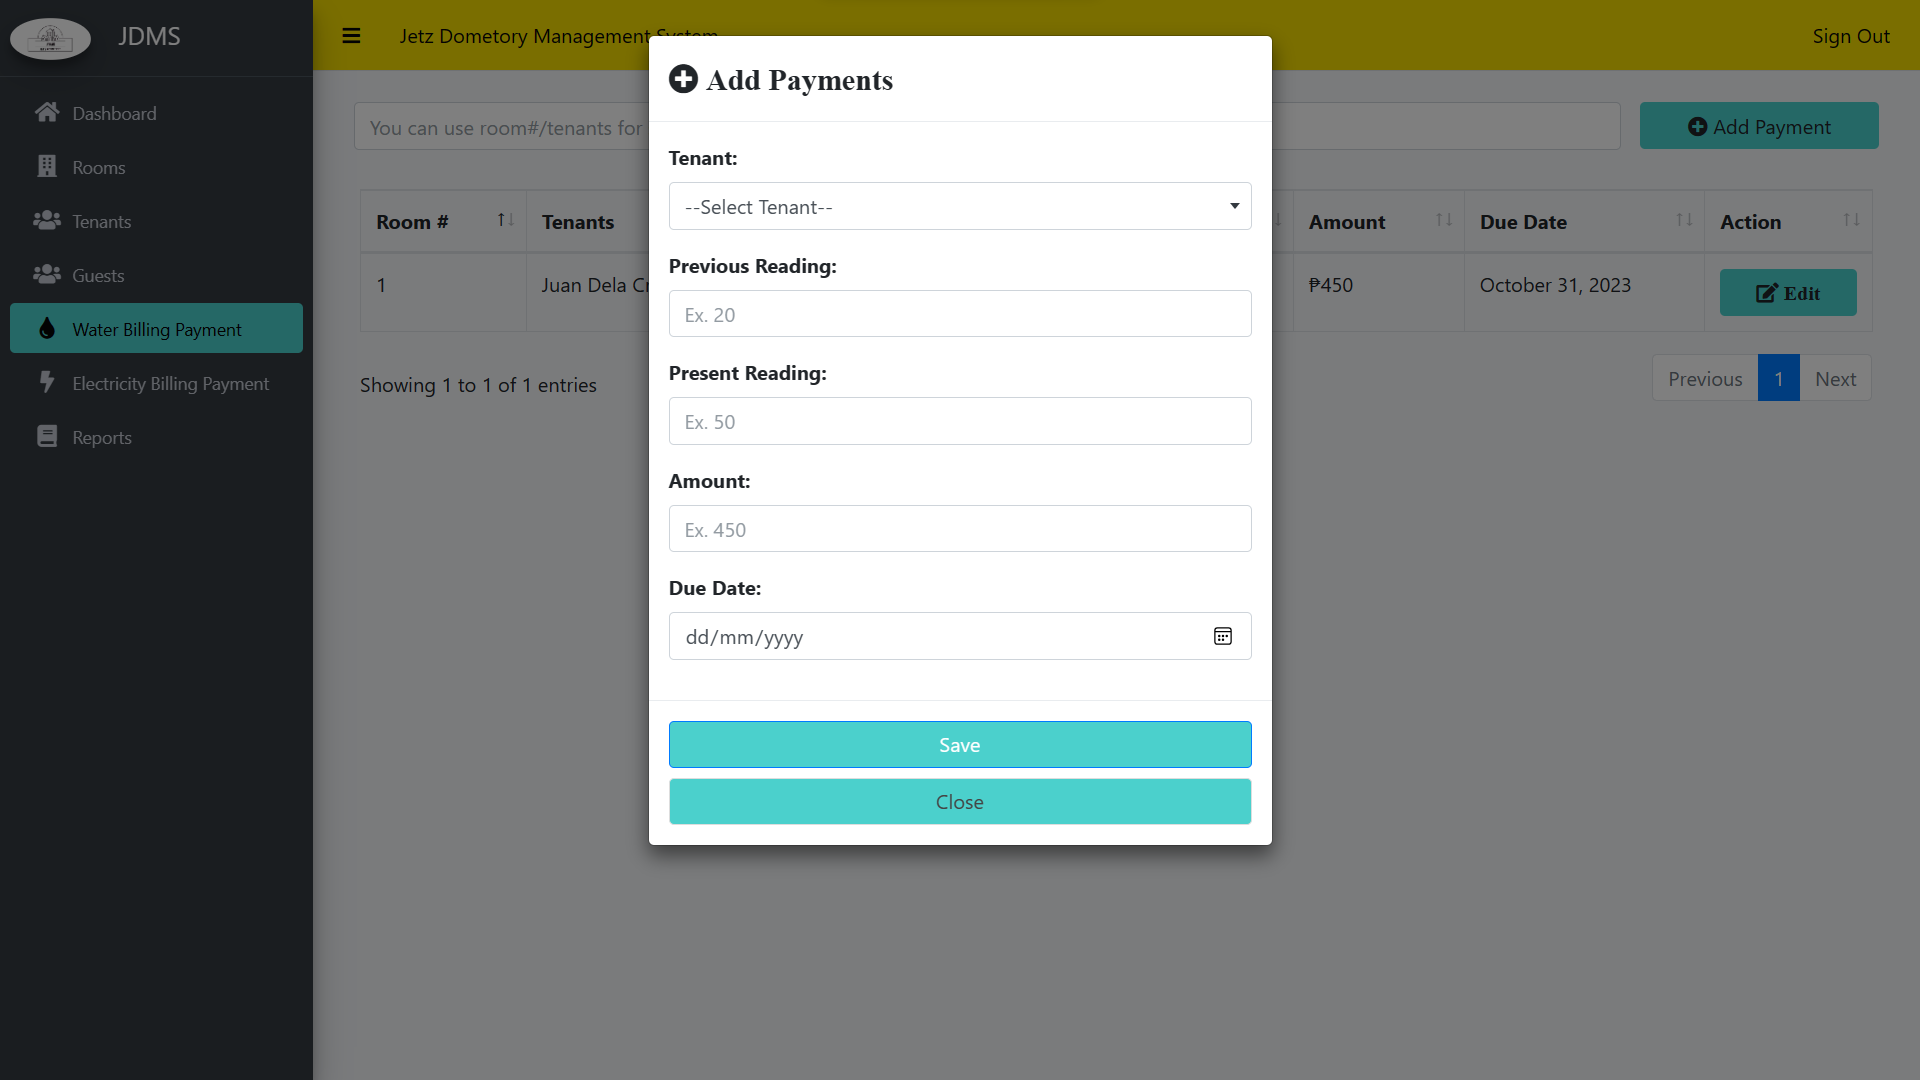 JDMS
Jetz Dometory Management System
Sign Out
Dashboard
Rooms
Tenants
Guests
Water Billing Payment
Electricity Billing Payment
Reports
You can use room#/tenants for
Add Payment
Room #
Tenants
Amount
Due Date
Action
1
Juan Dela Cr
₱450
October 31, 2023
Edit
Showing 1 to 1 of 1 entries
Previous
1
Next
Add Payments
Tenant:
--Select Tenant--
Previous Reading:
Ex. 20
Present Reading:
Ex. 50
Amount:
Ex. 450
Due Date:
dd/mm/yyyy
Save
Close